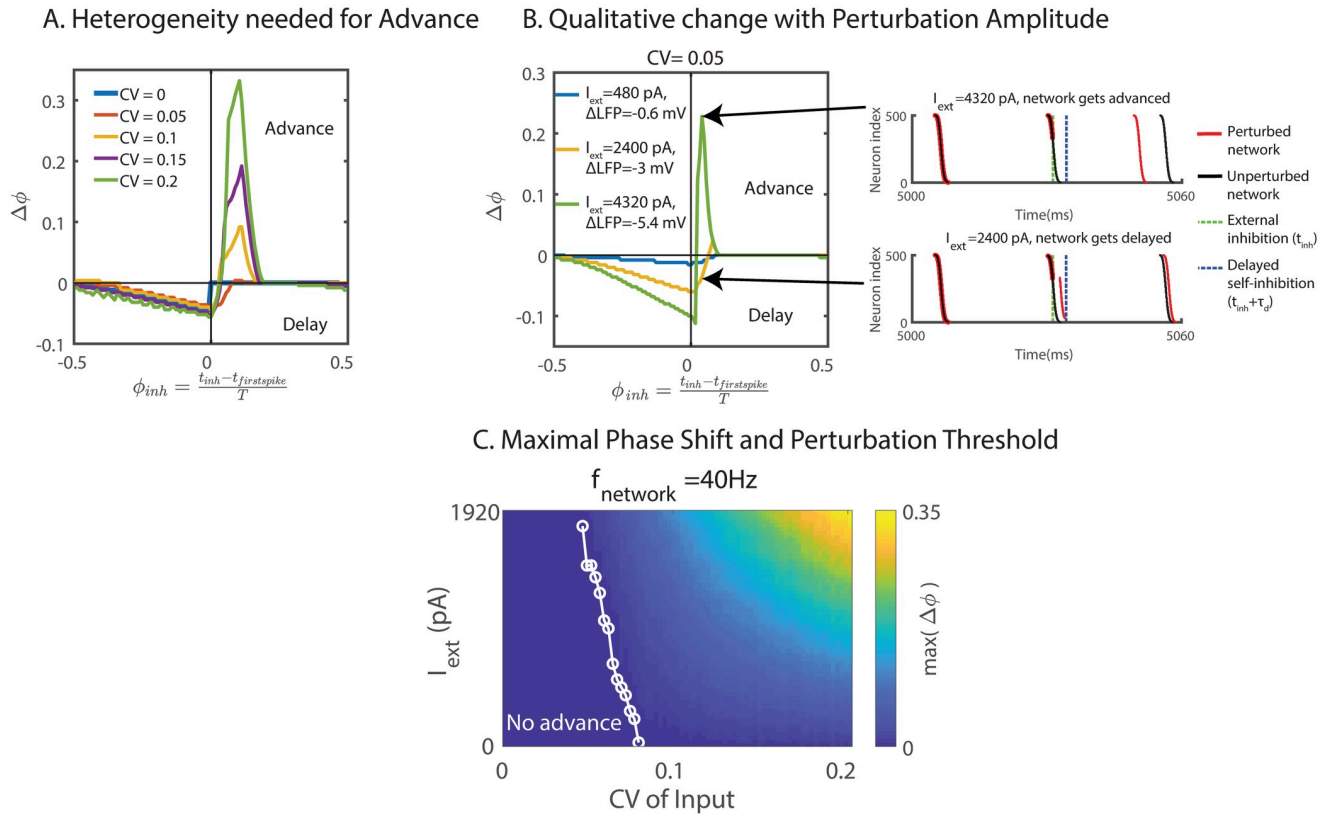 A. Heterogeneity needed for Advance
0.3
0.2
0.1
0
-0.1
Δϕ
CV = 0
CV = 0.05
CV = 0.1
CV = 0.15
CV = 0.2
Advance
Delay
-0.5
0
0.5
ϕinh = (tinh−tfirstspike)/T
B. Qualitative change with Perturbation Amplitude
CV= 0.05
0.3
0.2
0.1
0
-0.1
Δϕ
Iext=480 pA,
ΔLFP=-0.6 mV
Iext=2400 pA,
ΔLFP=-3 mV
Iext=4320 pA,
ΔLFP=-5.4 mV
Advance
Delay
-0.5
0
0.5
ϕinh = (tinh−tfirstspike)/T
Iext=4320 pA, network gets advanced
500
0
Neuron index
5000
5060
Time(ms)
Iext=2400 pA, network gets delayed
500
0
Neuron index
5000
5060
Time(ms)
Perturbed
network
Unperturbed
network
External
inhibition (tinh)
Delayed
self-inhibition
(tinh+τd)
C. Maximal Phase Shift and Perturbation Threshold
fnetwork =40Hz
1920
0
Iext (pA)
No advance
0
0.1
0.2
CV of Input
0.35
0
max( Δϕ )